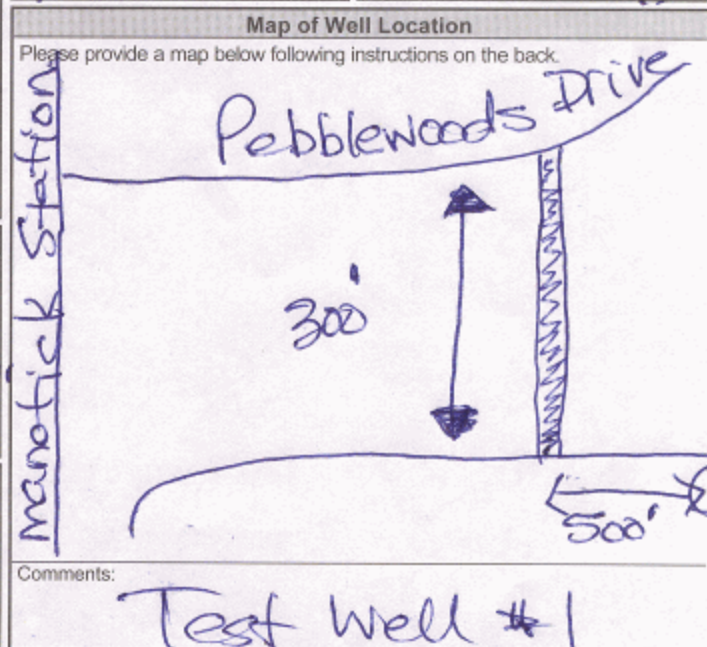 Map of Well Location
Please provide a map below following instructions on the back.
Pebblewoods Drive
manotick Station
300'
500'
Comments:
Test Well #1